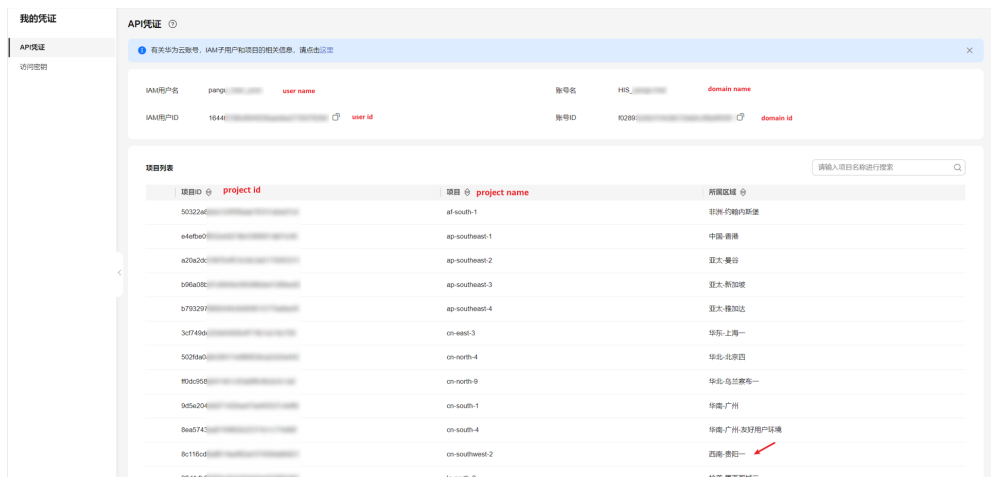 我的凭证
API凭证
访问密钥
API凭证
有关华为云账号，IAM子用户和项目的相关信息，请点击这里
IAM用户名 pangu user name 账号名 HIS_ domain name
IAM用户ID 1644 user id 账号ID f0289 domain id
项目列表 请输入项目名称进行搜索
项目ID project id 项目 project name 所属区域
50322a af-south-1 非洲-约翰内斯堡
e4efbe0 ap-southeast-1 中国-香港
a20a2dc ap-southeast-2 亚太-曼谷
b96a08b ap-southeast-3 亚太-新加坡
b793297 ap-southeast-4 亚太-雅加达
3cf749d cn-east-3 华东-上海一
502fda0 cn-north-4 华北-北京四
ff0dc958 cn-north-9 华北-乌兰察布一
9d5e204 cn-south-1 华南-广州
8ea5743 cn-south-4 华南-广州-友好用户环境
8c116cd cn-southwest-2 西南-贵阳一